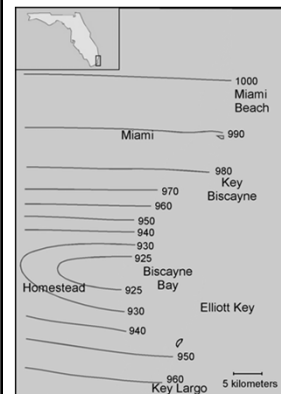 1000
Miami
Beach
Miami
990
980
Key
Biscayne
970
960
950
940
930
925
Biscayne
Bay
Homestead
925
Elliott Key
930
940
950
960
Key Largo
5 kilometers